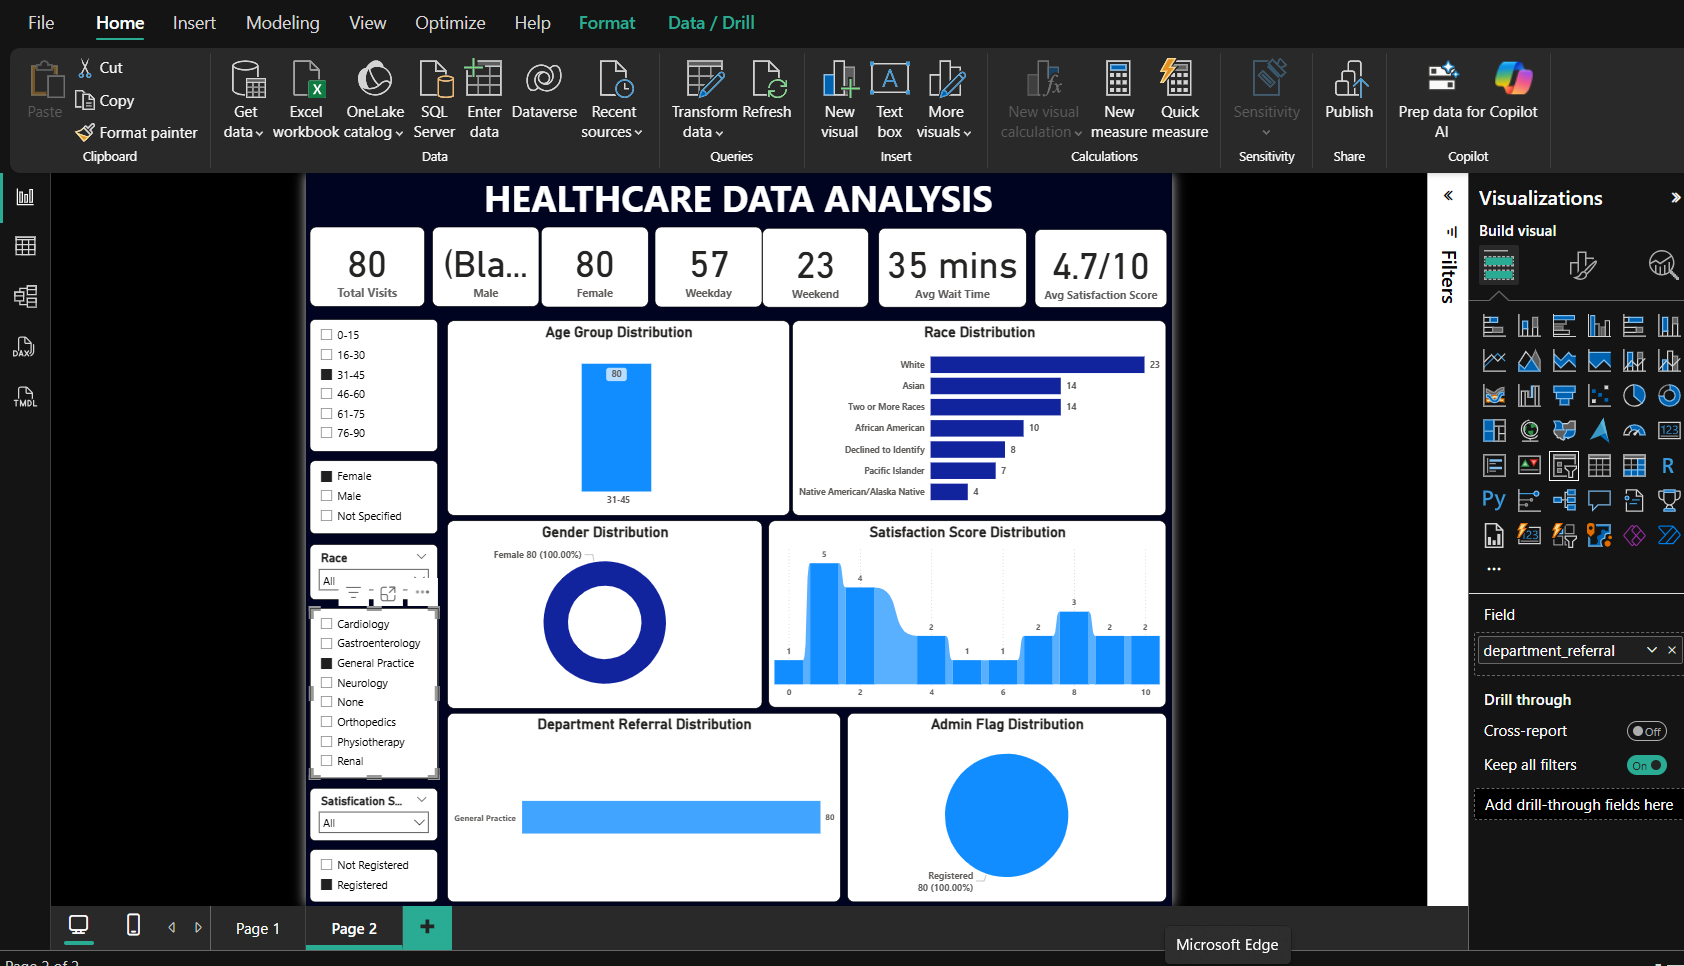 File Home Insert Modeling View Optimize Help Format Data / Drill
Paste
Cut
Copy
Format painter
Clipboard
Get data
Excel workbook
OneLake catalog
SQL Server
Enter data
Dataverse
Recent sources
Data
Transform data
Refresh
Queries
New visual
Text box
More visuals
Insert
New visual calculation
New measure
Quick measure
Calculations
Sensitivity
Sensitivity
Publish
Share
Prep data for AI
Copilot
Copilot
DAX
TMDL
HEALTHCARE DATA ANALYSIS
80
Total Visits
(Bla...
Male
80
Female
57
Weekday
23
Weekend
35 mins
Avg Wait Time
4.7/10
Avg Satisfaction Score
0-15
16-30
31-45
46-60
61-75
76-90
Female
Male
Not Specified
Race
All
Cardiology
Gastroenterology
General Practice
Neurology
None
Orthopedics
Physiotherapy
Renal
Satisfication S...
All
Not Registered
Registered
Age Group Distribution
80
31-45
Race Distribution
White 23
Asian 14
Two or More Races 14
African American 10
Declined to Identify 8
Pacific Islander 7
Native American/Alaska Native 4
Gender Distribution
Female 80 (100.00%)
Satisfaction Score Distribution
1 5 4 2 1 1 2 3 2 2
0 2 4 6 8 10
Department Referral Distribution
General Practice 80
Admin Flag Distribution
Registered
80 (100.00%)
Filters
Visualizations
Build visual
123
R
Py
123
...
Field
department_referral
Drill through
Cross-report
Off
Keep all filters
On
Add drill-through fields here
Page 1
Page 2
+
Microsoft Edge
Page 2 of 2